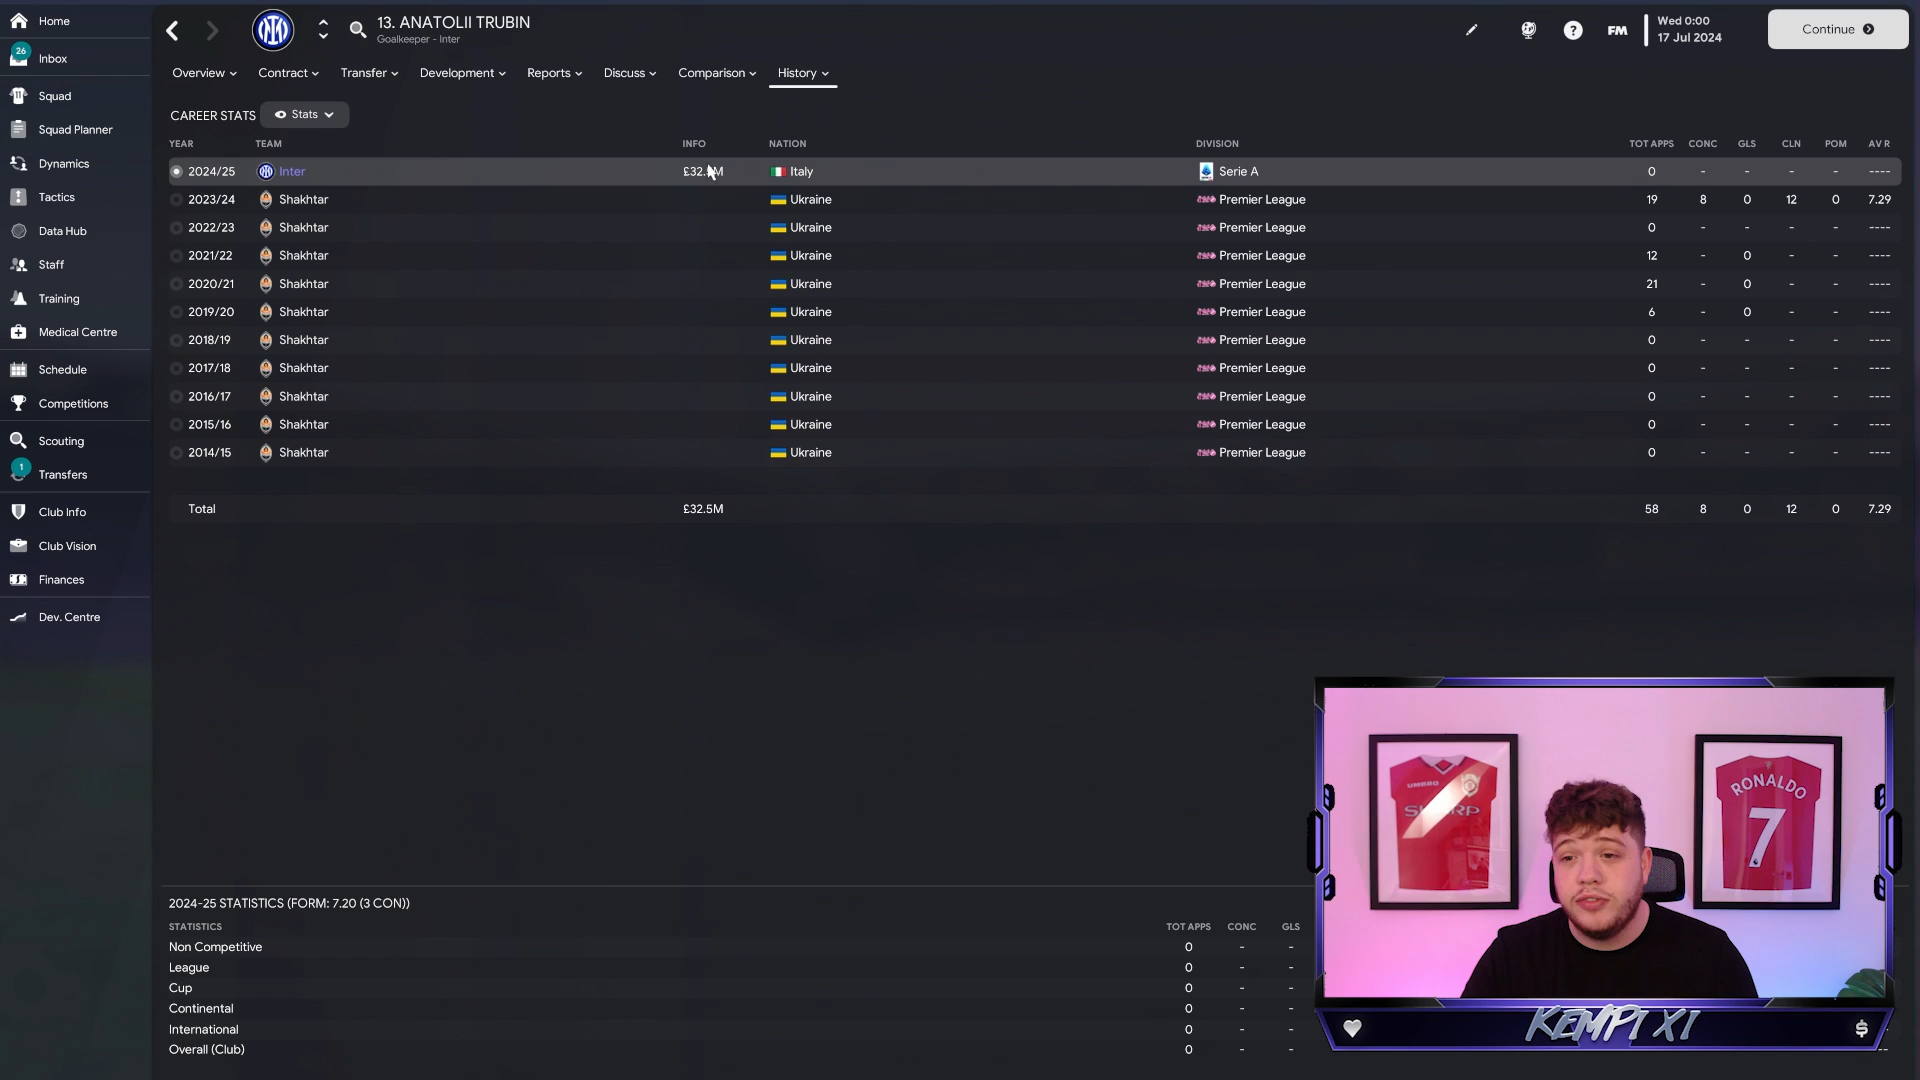 Home
26
Inbox
Squad
Squad Planner
Dynamics
Tactics
Data Hub
Staff
Training
Medical Centre
Schedule
Competitions
Scouting
1
Transfers
Club Info
Club Vision
Finances
Dev. Centre
13. ANATOLII TRUBIN
Goalkeeper - Inter
? FM Wed 0:00
17 Jul 2024
Continue
Overview Contract Transfer Development Reports Discuss Comparison History
CAREER STATS Stats
YEAR TEAM INFO NATION DIVISION TOT APPS CONC GLS CLN POM AV R
2024/25 Inter Italy Serie A 0 - - - - ----
2023/24 Shakhtar Ukraine Premier League 19 8 0 12 0 7.29
2022/23 Shakhtar Ukraine Premier League 0 - - - - ----
2021/22 Shakhtar Ukraine Premier League 12 - 0 - - ----
2020/21 Shakhtar Ukraine Premier League 21 - 0 - - ----
2019/20 Shakhtar Ukraine Premier League 6 - 0 - - ----
2018/19 Shakhtar Ukraine Premier League 0 - - - - ----
2017/18 Shakhtar Ukraine Premier League 0 - - - - ----
2016/17 Shakhtar Ukraine Premier League 0 - - - - ----
2015/16 Shakhtar Ukraine Premier League 0 - - - - ----
2014/15 Shakhtar Ukraine Premier League 0 - - - - ----
Total £32.5M 58 8 0 12 0 7.29
2024-25 STATISTICS (FORM: 7.20 (3 CON))
STATISTICS TOT APPS CONC GLS
Non Competitive 0 - -
League 0 - -
Cup 0 - -
Continental 0 - -
International 0 - -
Overall (Club) 0 - -
UMBRO
RONALDO
7
KEMPI XI
$